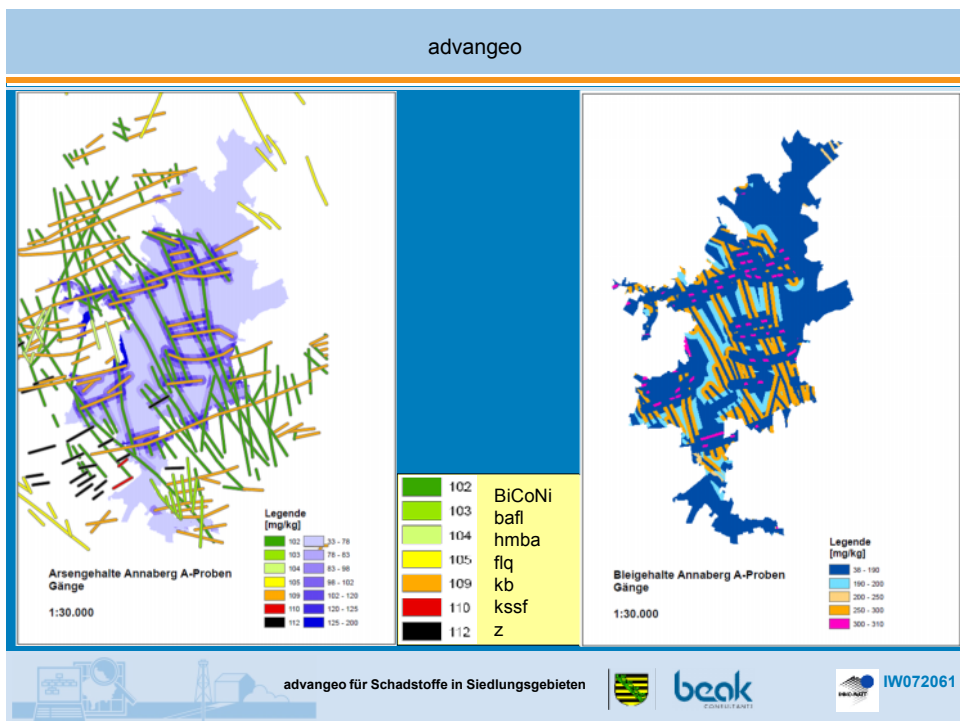 advangeo
Legende
[mg/kg]
102 33 - 78
103 78 - 83
104 83 - 98
105 98 - 102
109 102 - 120
110 120 - 125
112 125 - 200
Arsengehalte Annaberg A-Proben
Gänge
1:30.000
102 BiCoNi
103 bafl
104 hmba
105 flq
109 kb
110 kssf
112 z
Legende
[mg/kg]
36 - 190
190 - 200
200 - 250
250 - 300
300 - 310
Bleigehalte Annaberg A-Proben
Gänge
1:30.000
advangeo für Schadstoffe in Siedlungsgebieten
beak
CONSULTANTS
INNO-WATT
IW072061